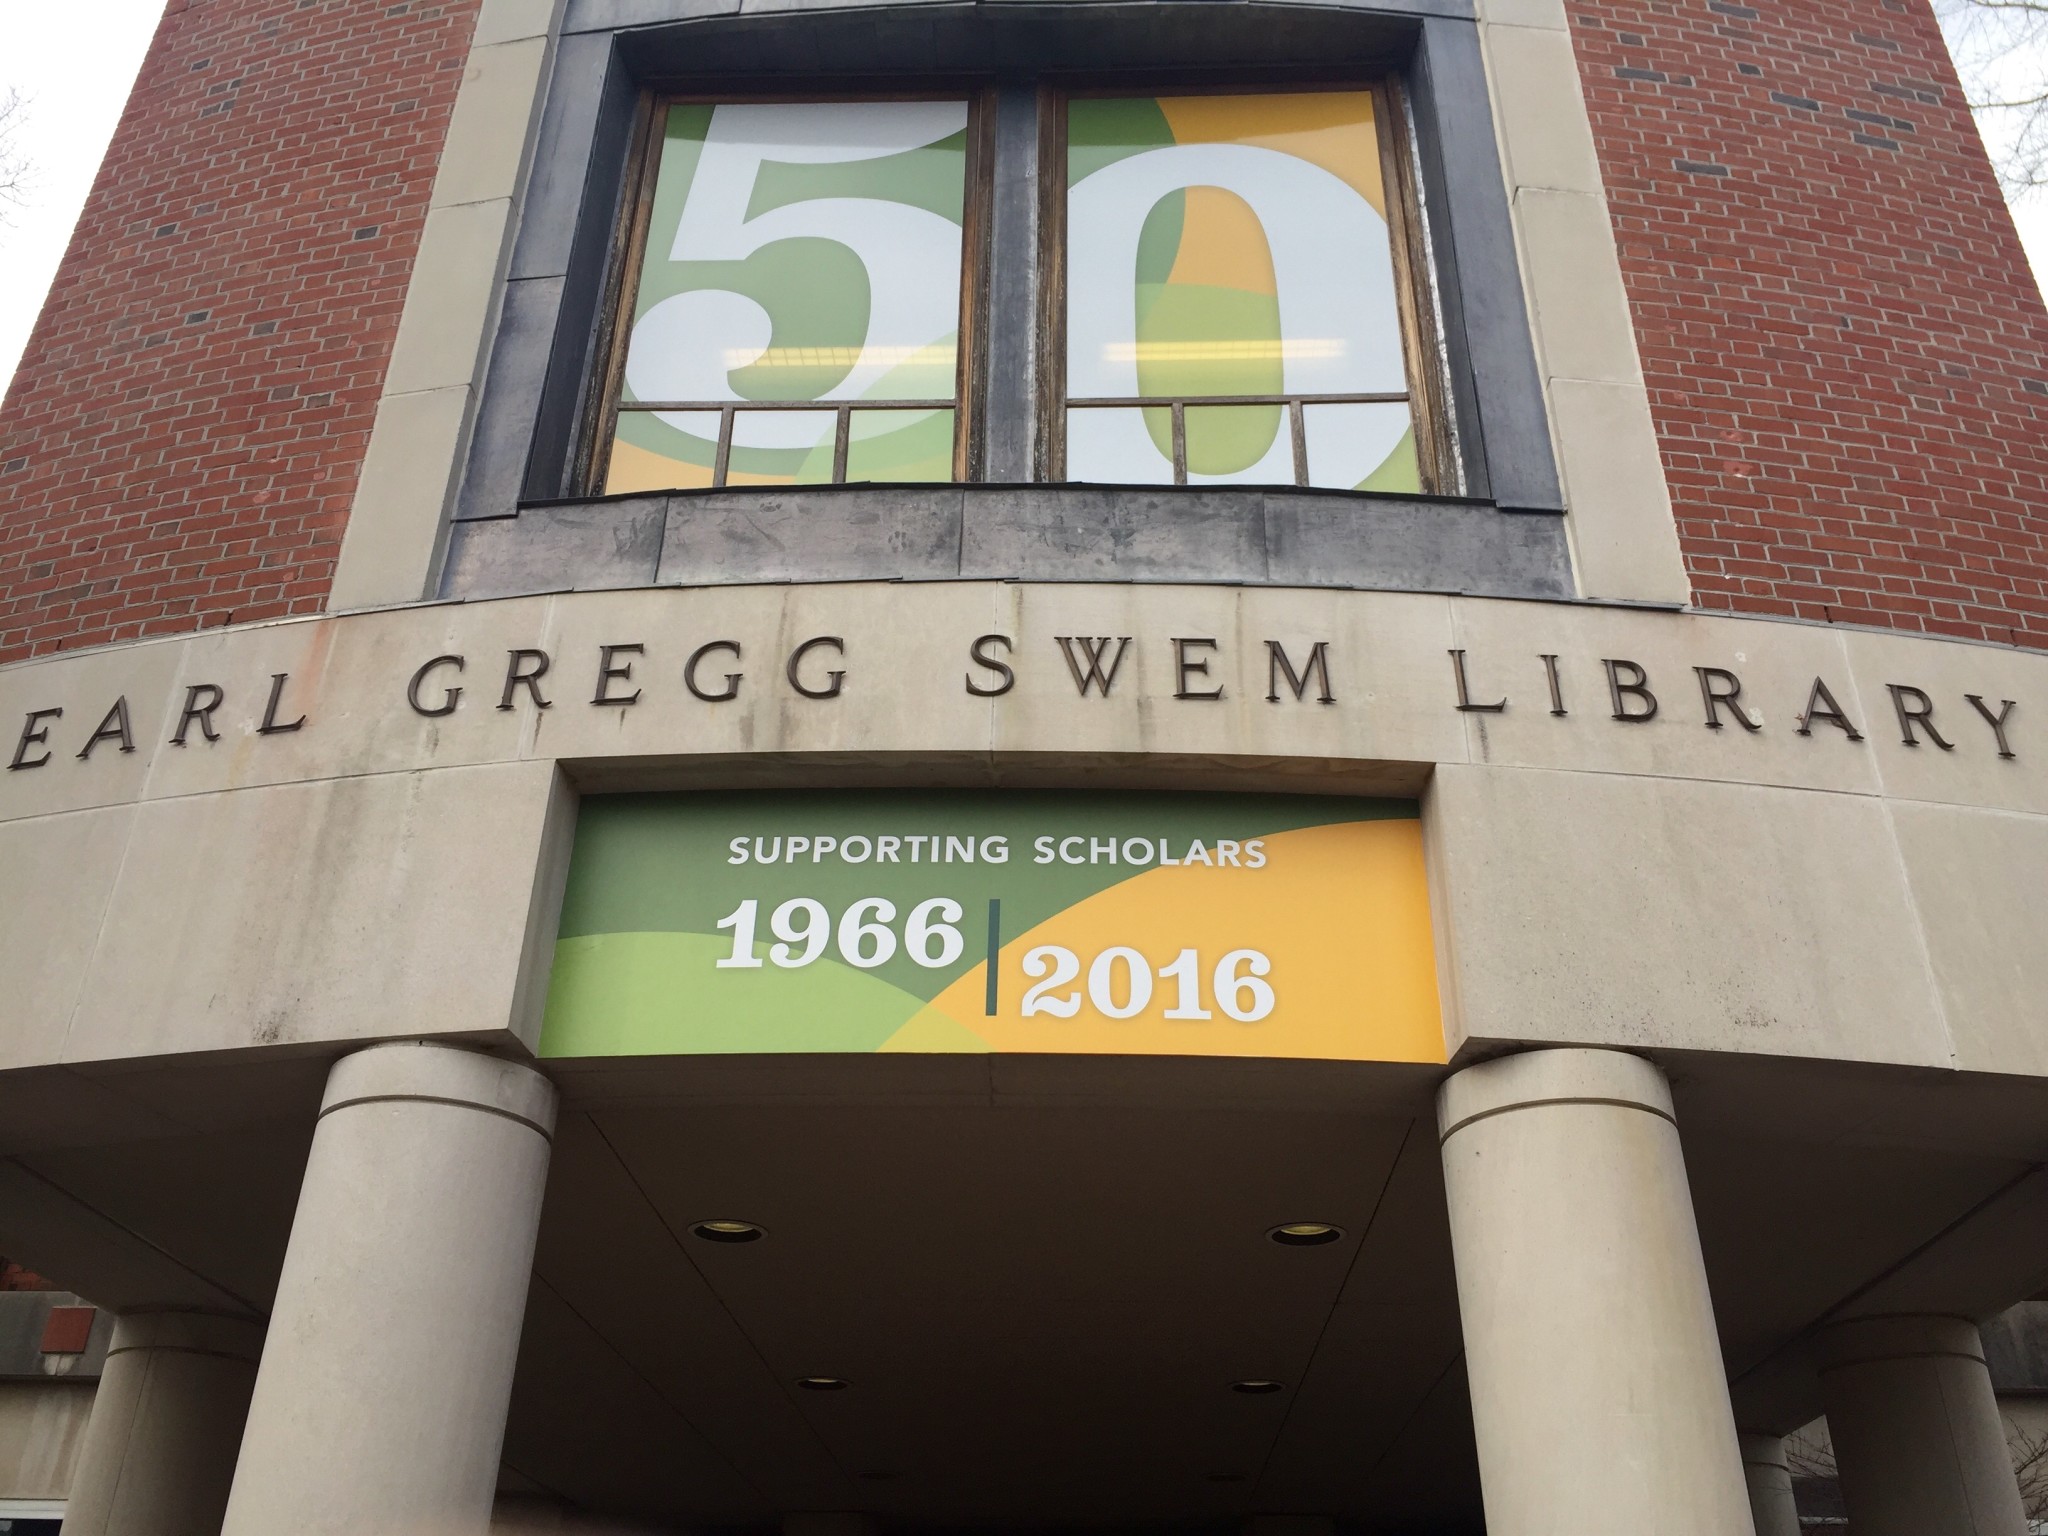 50
EARL GREGG SWEM LIBRARY
SUPPORTING SCHOLARS
1966 | 2016